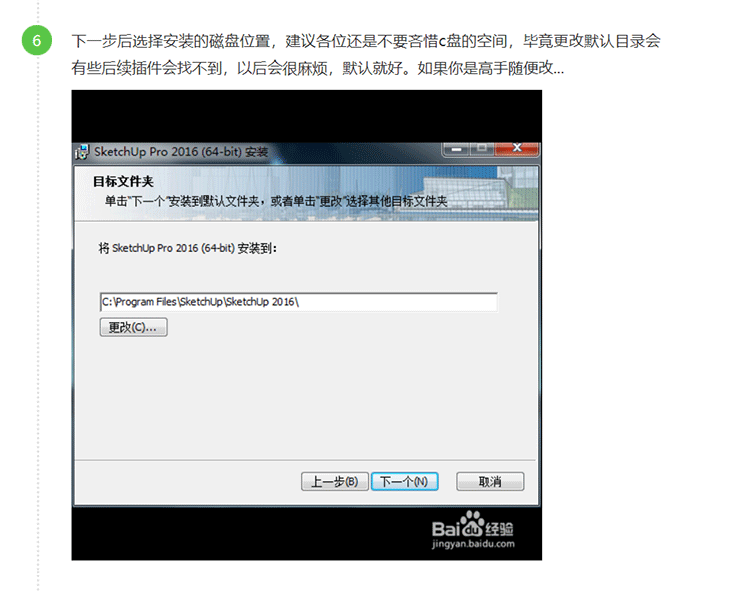 6
下一步后选择安装的磁盘位置，建议各位还是不要吝惜c盘的空间，毕竟更改默认目录会
有些后续插件会找不到，以后会很麻烦，默认就好。如果你是高手随便改...
SketchUp Pro 2016 (64-bit) 安装
目标文件夹
单击"下一个"安装到默认文件夹，或者单击"更改"选择其他目标文件夹
将 SketchUp Pro 2016 (64-bit) 安装到：
C:\Program Files\SketchUp\SketchUp 2016\
更改(C)...
上一步(B) 下一个(N) 取消
Bai du 经验
jingyan.baidu.com